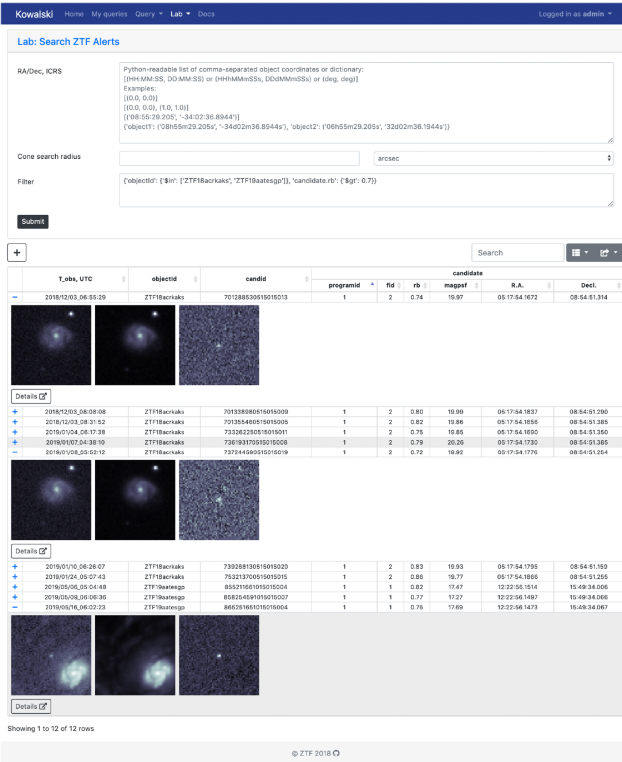 Kowalski Home My queries Query Lab Docs Logged in as admin
Lab: Search ZTF Alerts
RA/Dec, ICRS
Python-readable list of comma-separated object coordinates or dictionary:
[(HH:MM:SS, DD:MM:SS) or (HHhMMmSSs, DDdMMmSSs) or (deg, deg)]
Examples:
[(0.0, 0.0)]
[(0.0, 0.0), (1.0, 1.0)]
[('08:55:29.205', '-34:02:36.8944')]
{'object1': ('08h55m29.205s', '-34d02m36.8944s'), 'object2': ('06h55m29.205s', '32d02m36.1944s')}
Cone search radius arcsec
Filter {'objectId': {'$in': ['ZTF18acrkaks', 'ZTF19aatesgp']}, 'candidate.rb': {'$gt': 0.7}}
Submit
+ Search
candidate
T_obs, UTC objectId candid programid fid rb magpsf R.A. Decl.
− 2018/12/03_06:55:29 ZTF18acrkaks 701288530515015013 1 2 0.74 19.97 05:17:54.1672 08:54:51.314
Details
+ 2018/12/03_08:08:08 ZTF18acrkaks 701338980515015009 1 2 0.80 19.99 05:17:54.1837 08:54:51.290
+ 2018/12/03_08:31:52 ZTF18acrkaks 701355460515015005 1 2 0.82 19.86 05:17:54.1656 08:54:51.385
+ 2019/01/04_06:17:38 ZTF18acrkaks 733262250515015011 1 2 0.75 19.85 05:17:54.1690 08:54:51.350
+ 2019/01/07_04:38:10 ZTF18acrkaks 736193170515015008 1 2 0.79 20.26 05:17:54.1730 08:54:51.365
− 2019/01/08_05:52:12 ZTF18acrkaks 737244590515015019 1 2 0.72 19.92 05:17:54.1776 08:54:51.254
Details
+ 2019/01/10_06:26:07 ZTF18acrkaks 739268130515015020 1 2 0.83 19.93 05:17:54.1795 08:54:51.159
+ 2019/01/24_05:07:43 ZTF18acrkaks 753213700515015015 1 2 0.86 19.77 05:17:54.1866 08:54:51.255
+ 2019/05/06_05:04:48 ZTF19aatesgp 855211661015015004 1 1 0.82 17.47 12:22:56.1514 15:49:34.006
+ 2019/05/09_06:06:36 ZTF19aatesgp 858254591015015007 1 1 0.77 17.27 12:22:56.1497 15:49:34.066
− 2019/05/16_06:02:23 ZTF19aatesgp 865251651015015004 1 1 0.75 17.69 12:22:56.1473 15:49:34.067
Details
Showing 1 to 12 of 12 rows
© ZTF 2018